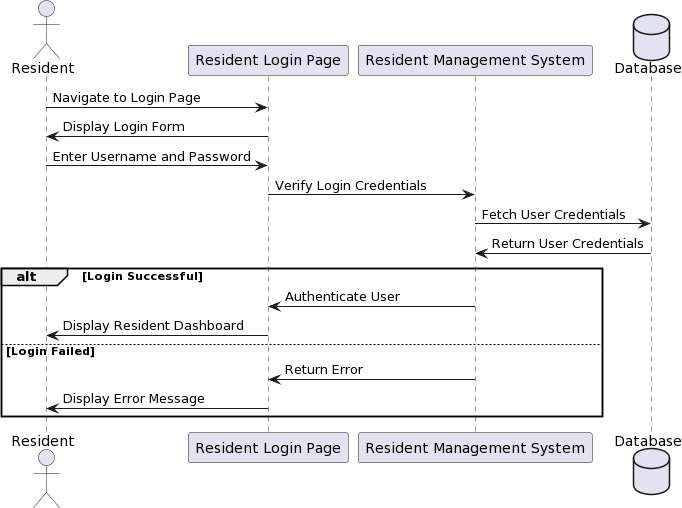 Resident
Resident Login Page
Resident Management System
Database
Navigate to Login Page
Display Login Form
Enter Username and Password
Verify Login Credentials
Fetch User Credentials
Return User Credentials
alt [Login Successful]
Authenticate User
Display Resident Dashboard
[Login Failed]
Return Error
Display Error Message
Resident
Resident Login Page
Resident Management System
Database